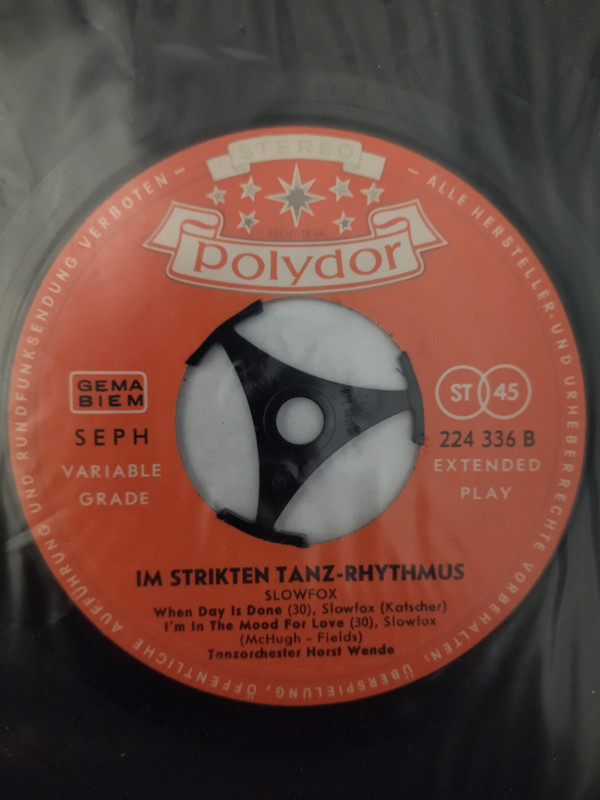 STEREO
Polydor
GEMA
BIEM
SEPH
VARIABLE
GRADE
ST 45
224 336 B
EXTENDED
PLAY
IM STRIKTEN TANZ-RHYTHMUS
SLOWFOX
When Day Is Done (30), Slowfox (Katscher)
I'm In The Mood For Love (30), Slowfox
(McHugh - Fields)
Tanzorchester Horst Wende
— ALLE HERSTELLER- UND URHEBERRECHTE VORBEHALTEN: ÜBERSPIELUNG, ÖFFENTLICHE AUFFÜHRUNG UND RUNDFUNKSENDUNG VERBOTEN —